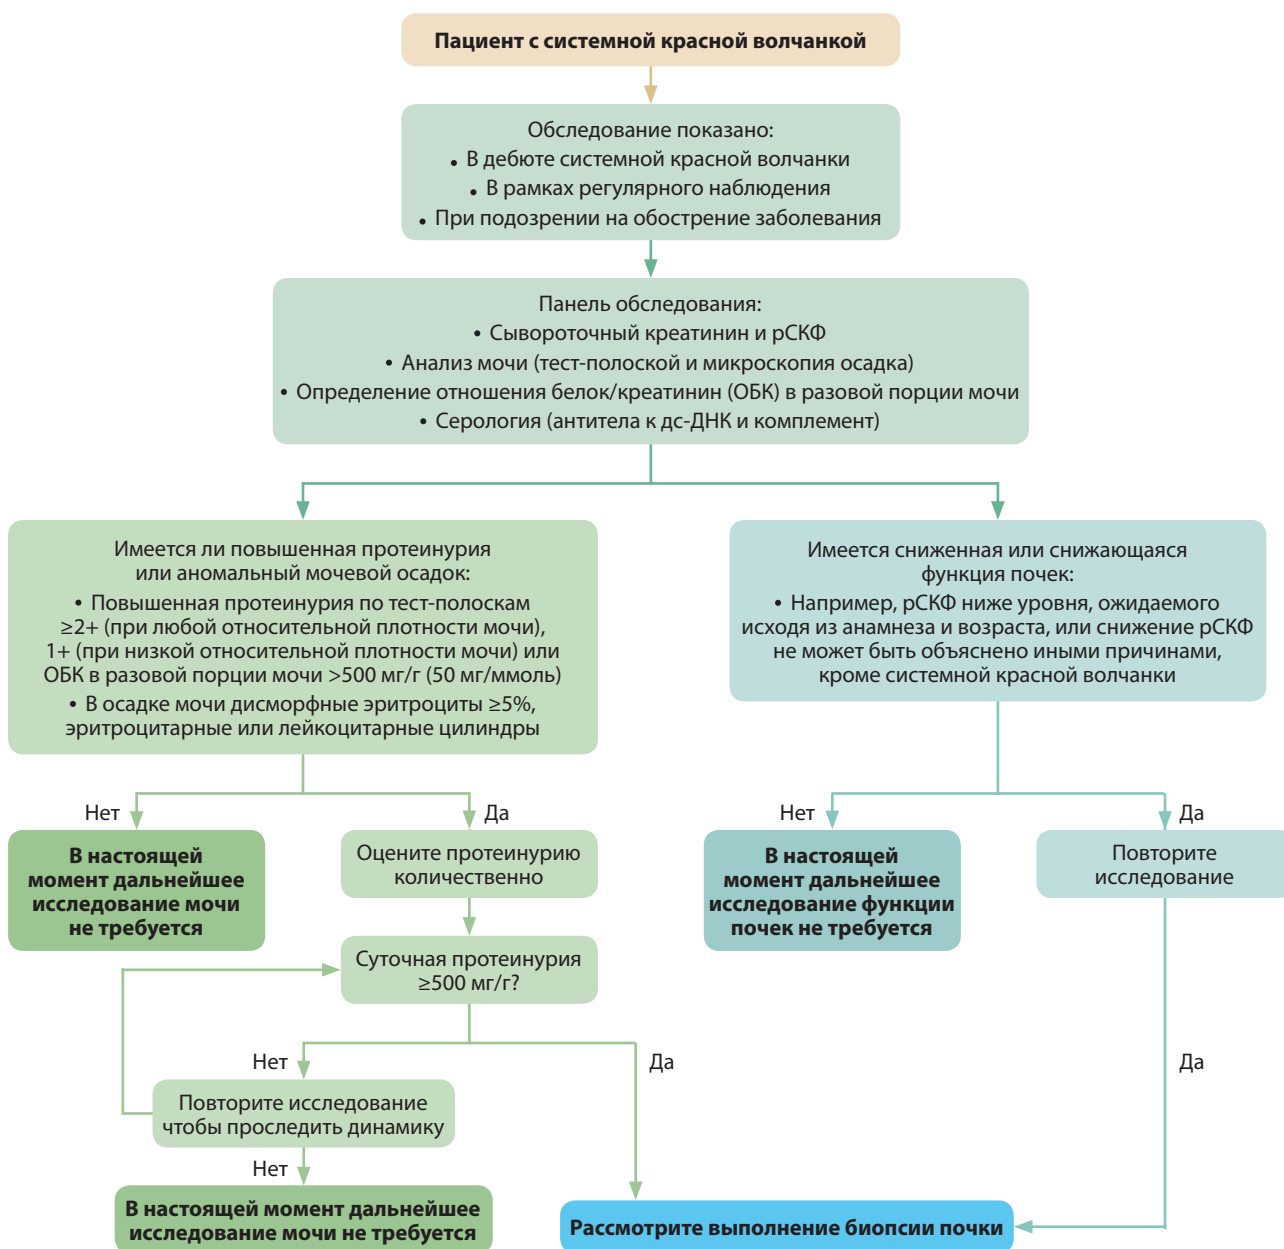 Пациент с системной красной волчанкой
Обследование показано:
• В дебюте системной красной волчанки
• В рамках регулярного наблюдения
• При подозрении на обострение заболевания
Панель обследования:
• Сывороточный креатинин и рСКФ
• Анализ мочи (тест-полоской и микроскопия осадка)
• Определение отношения белок/креатинин (ОБК) в разовой порции мочи
• Серология (антитела к дс-ДНК и комплемент)
Имеется ли повышенная протеинурия
или аномальный мочевой осадок:
• Повышенная протеинурия по тест-полоскам
≥2+ (при любой относительной плотности мочи),
1+ (при низкой относительной плотности мочи) или
ОБК в разовой порции мочи >500 мг/г (50 мг/ммоль)
• В осадке мочи дисморфные эритроциты ≥5%,
эритроцитарные или лейкоцитарные цилиндры
Имеется сниженная или снижающаяся
функция почек:
• Например, рСКФ ниже уровня, ожидаемого
исходя из анамнеза и возраста, или снижение рСКФ
не может быть объяснено иными причинами,
кроме системной красной волчанки
Нет
Да
Нет
Да
В настоящей
момент дальнейшее
исследование мочи
не требуется
Оцените протеинурию
количественно
В настоящей
момент дальнейшее
исследование функции
почек не требуется
Повторите
исследование
Суточная протеинурия
≥500 мг/г?
Нет
Да
Да
Повторите исследование
чтобы проследить динамику
Нет
В настоящей момент дальнейшее
исследование мочи не требуется
Рассмотрите выполнение биопсии почки